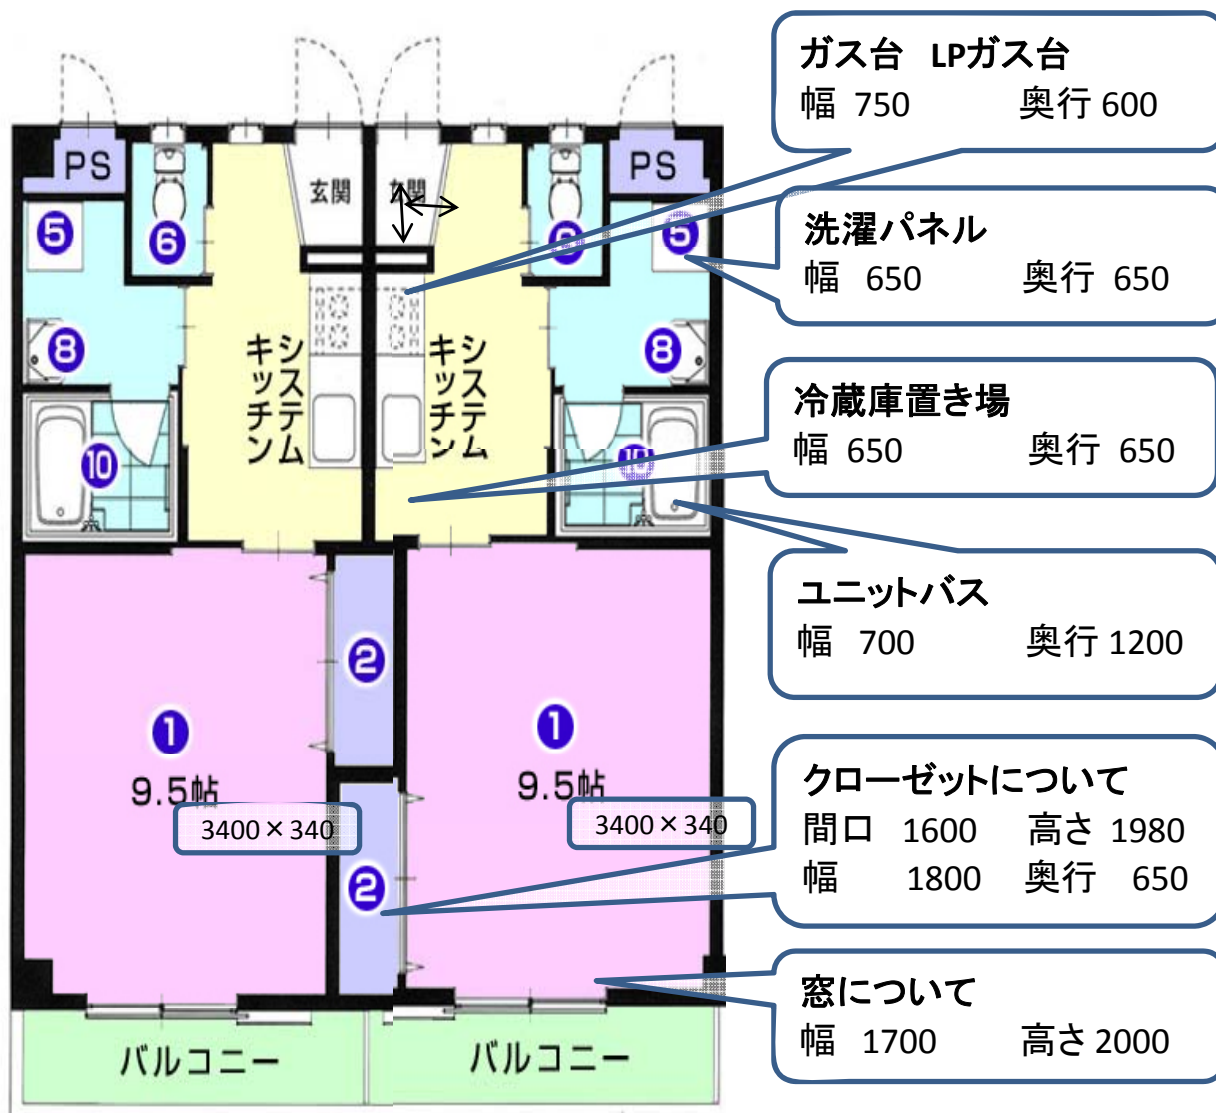 ガス台 LPガス台
幅 750 奥行 600
洗濯パネル
幅 650 奥行 650
冷蔵庫置き場
幅 650 奥行 650
ユニットバス
幅 700 奥行 1200
クローゼットについて
間口 1600 高さ 1980
幅 1800 奥行 650
窓について
幅 1700 高さ 2000
PS
玄関
玄関
PS
5
6
6
5
8
システム
キッチン
システム
キッチン
8
10
10
2
1
9.5帖
3400×340
1
9.5帖
3400×340
2
バルコニー
バルコニー